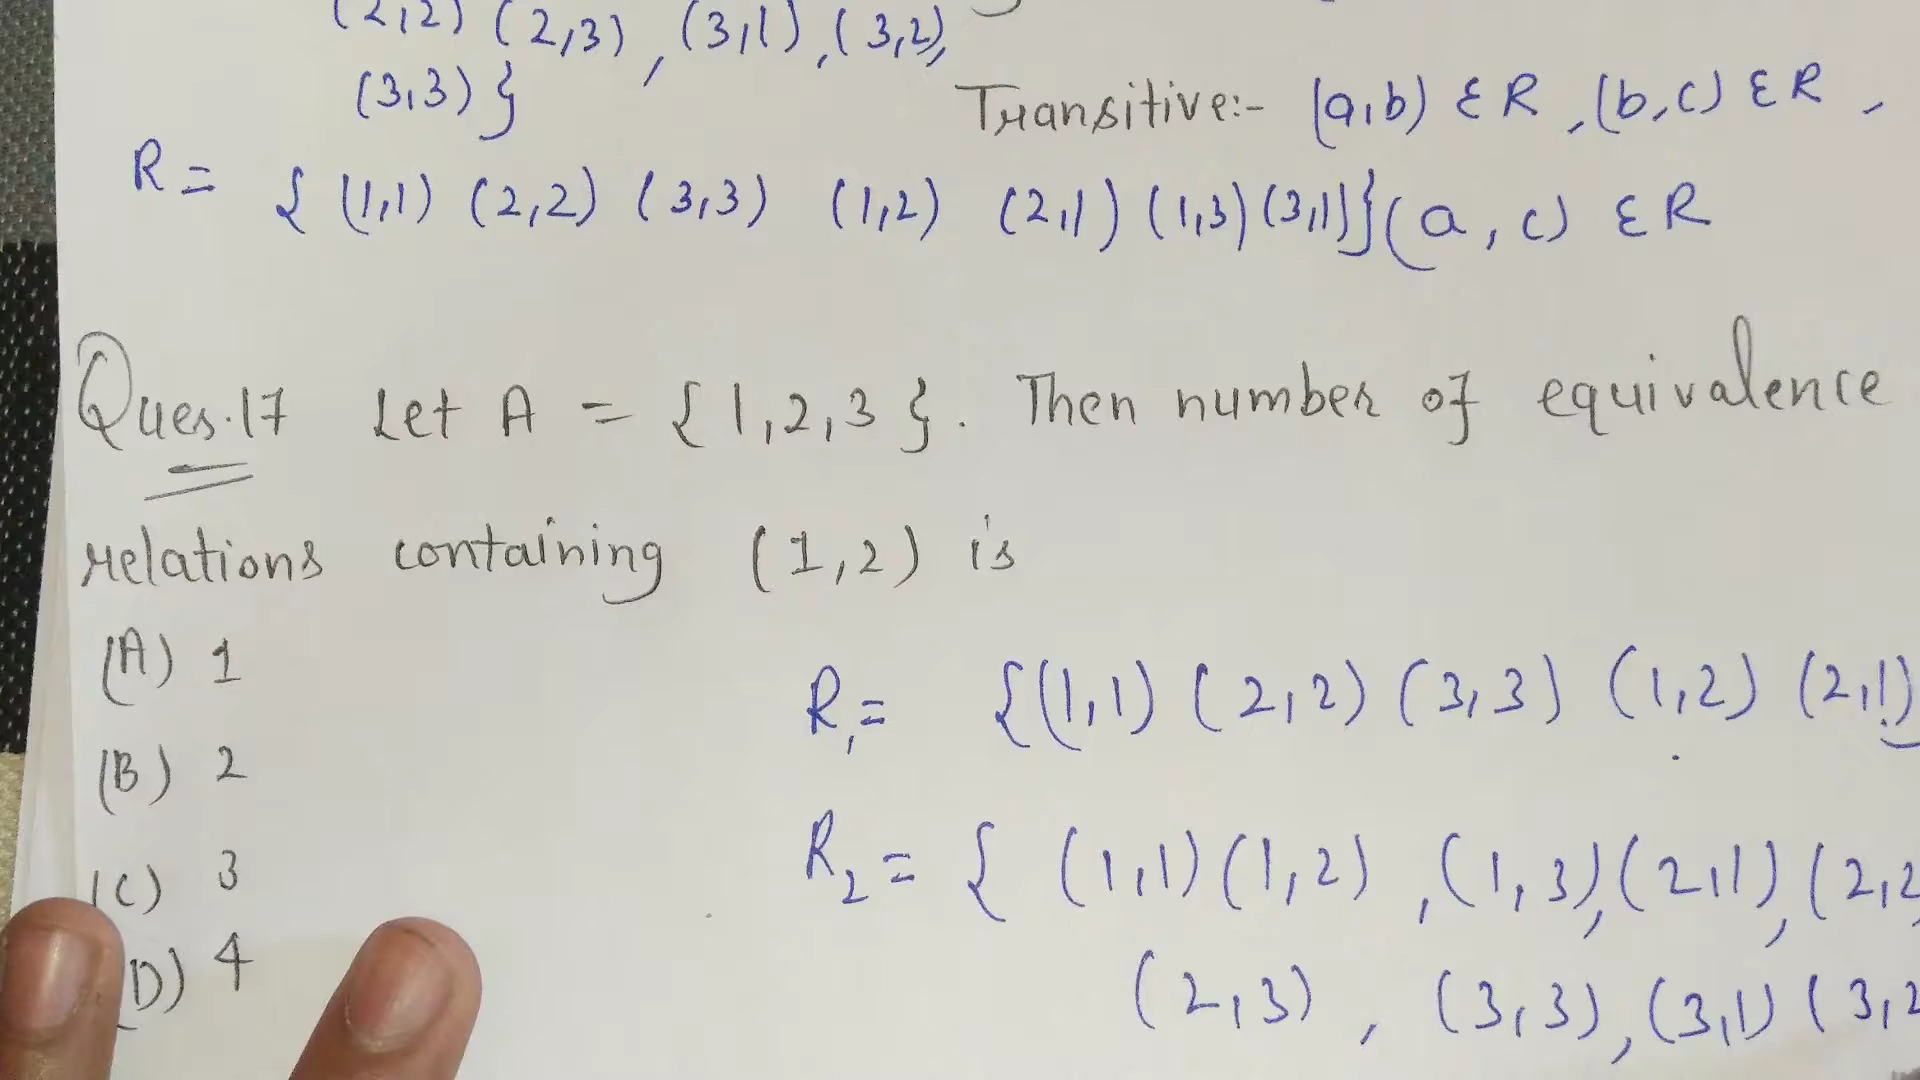 (2,2) (2,3), (3,1), (3,2),
(3,3) }
Transitive:- (a,b) ∈ R, (b,c) ∈ R,
R = { (1,1) (2,2) (3,3) (1,2) (2,1) (1,3) (3,1)} (a, c) ∈ R
Ques.17 Let A = {1,2,3}. Then number of equivalence
relations containing (1,2) is
(A) 1
(B) 2
(C) 3
(D) 4
R₁ = {(1,1) (2,2) (3,3) (1,2) (2,1)
R₂ = { (1,1) (1,2), (1,3), (2,1), (2,2
(2,3), (3,3), (3,1) (3,2